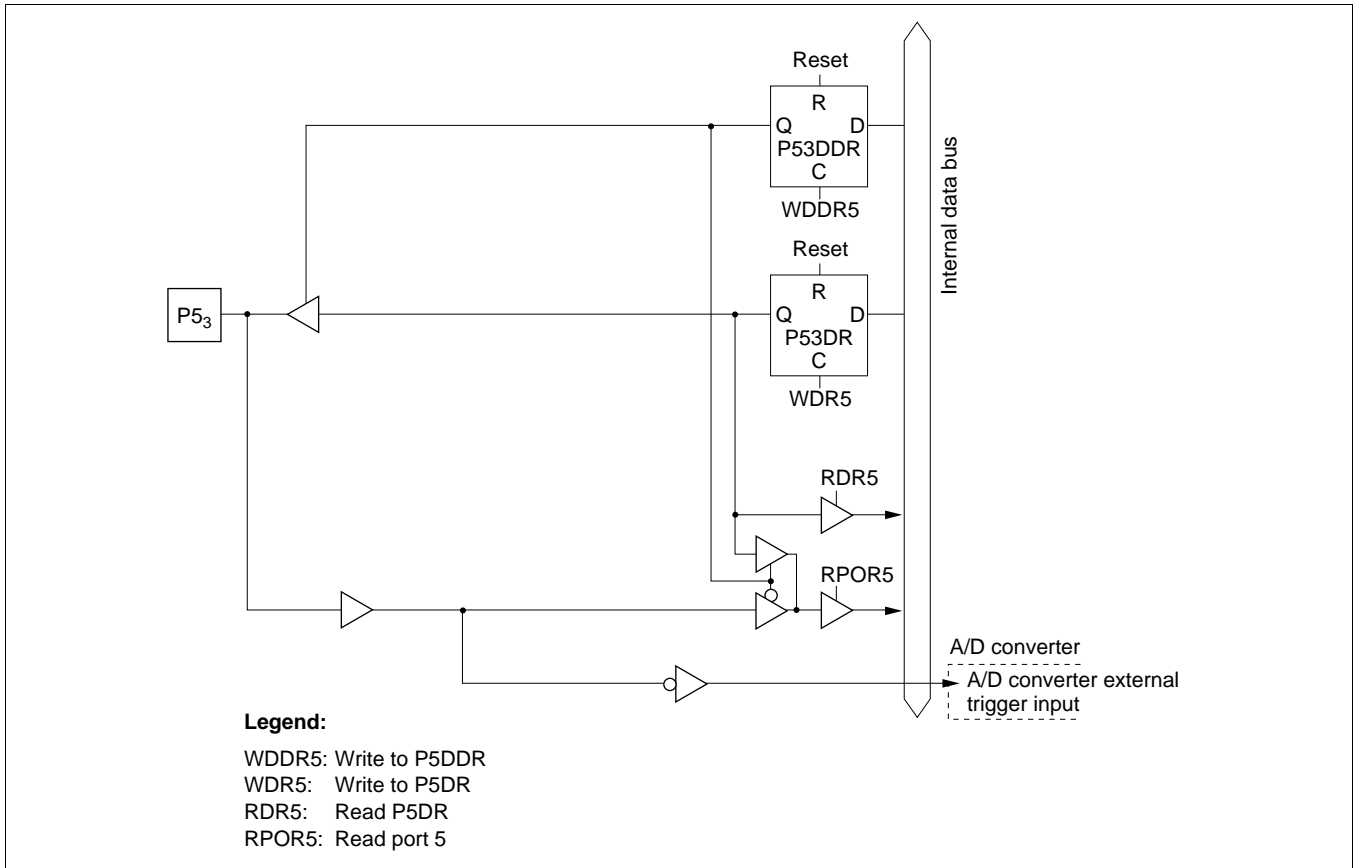 Reset
R
Q D
P53DDR
C
WDDR5
Internal data bus
Reset
R
P5₃
Q D
P53DR
C
WDR5
RDR5
RPOR5
A/D converter
A/D converter external
trigger input
Legend:
WDDR5: Write to P5DDR
WDR5: Write to P5DR
RDR5: Read P5DR
RPOR5: Read port 5